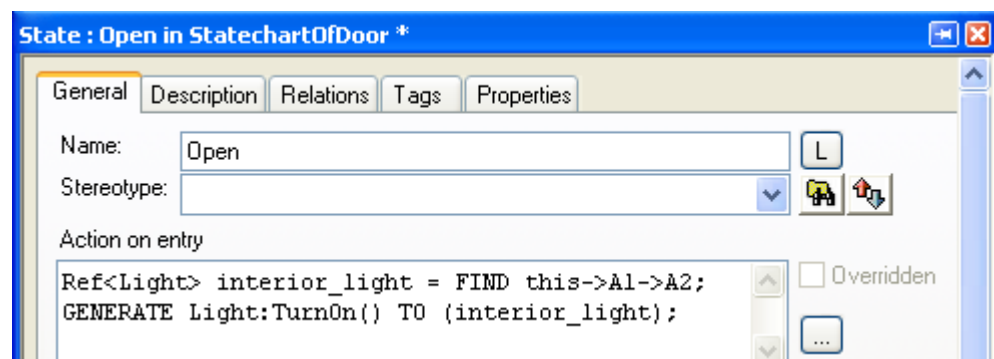 State : Open in StatechartOfDoor *
General Description Relations Tags Properties
Name: Open L
Stereotype:
Action on entry
Ref<Light> interior_light = FIND this->A1->A2; Overridden
GENERATE Light:TurnOn() TO (interior_light);
...